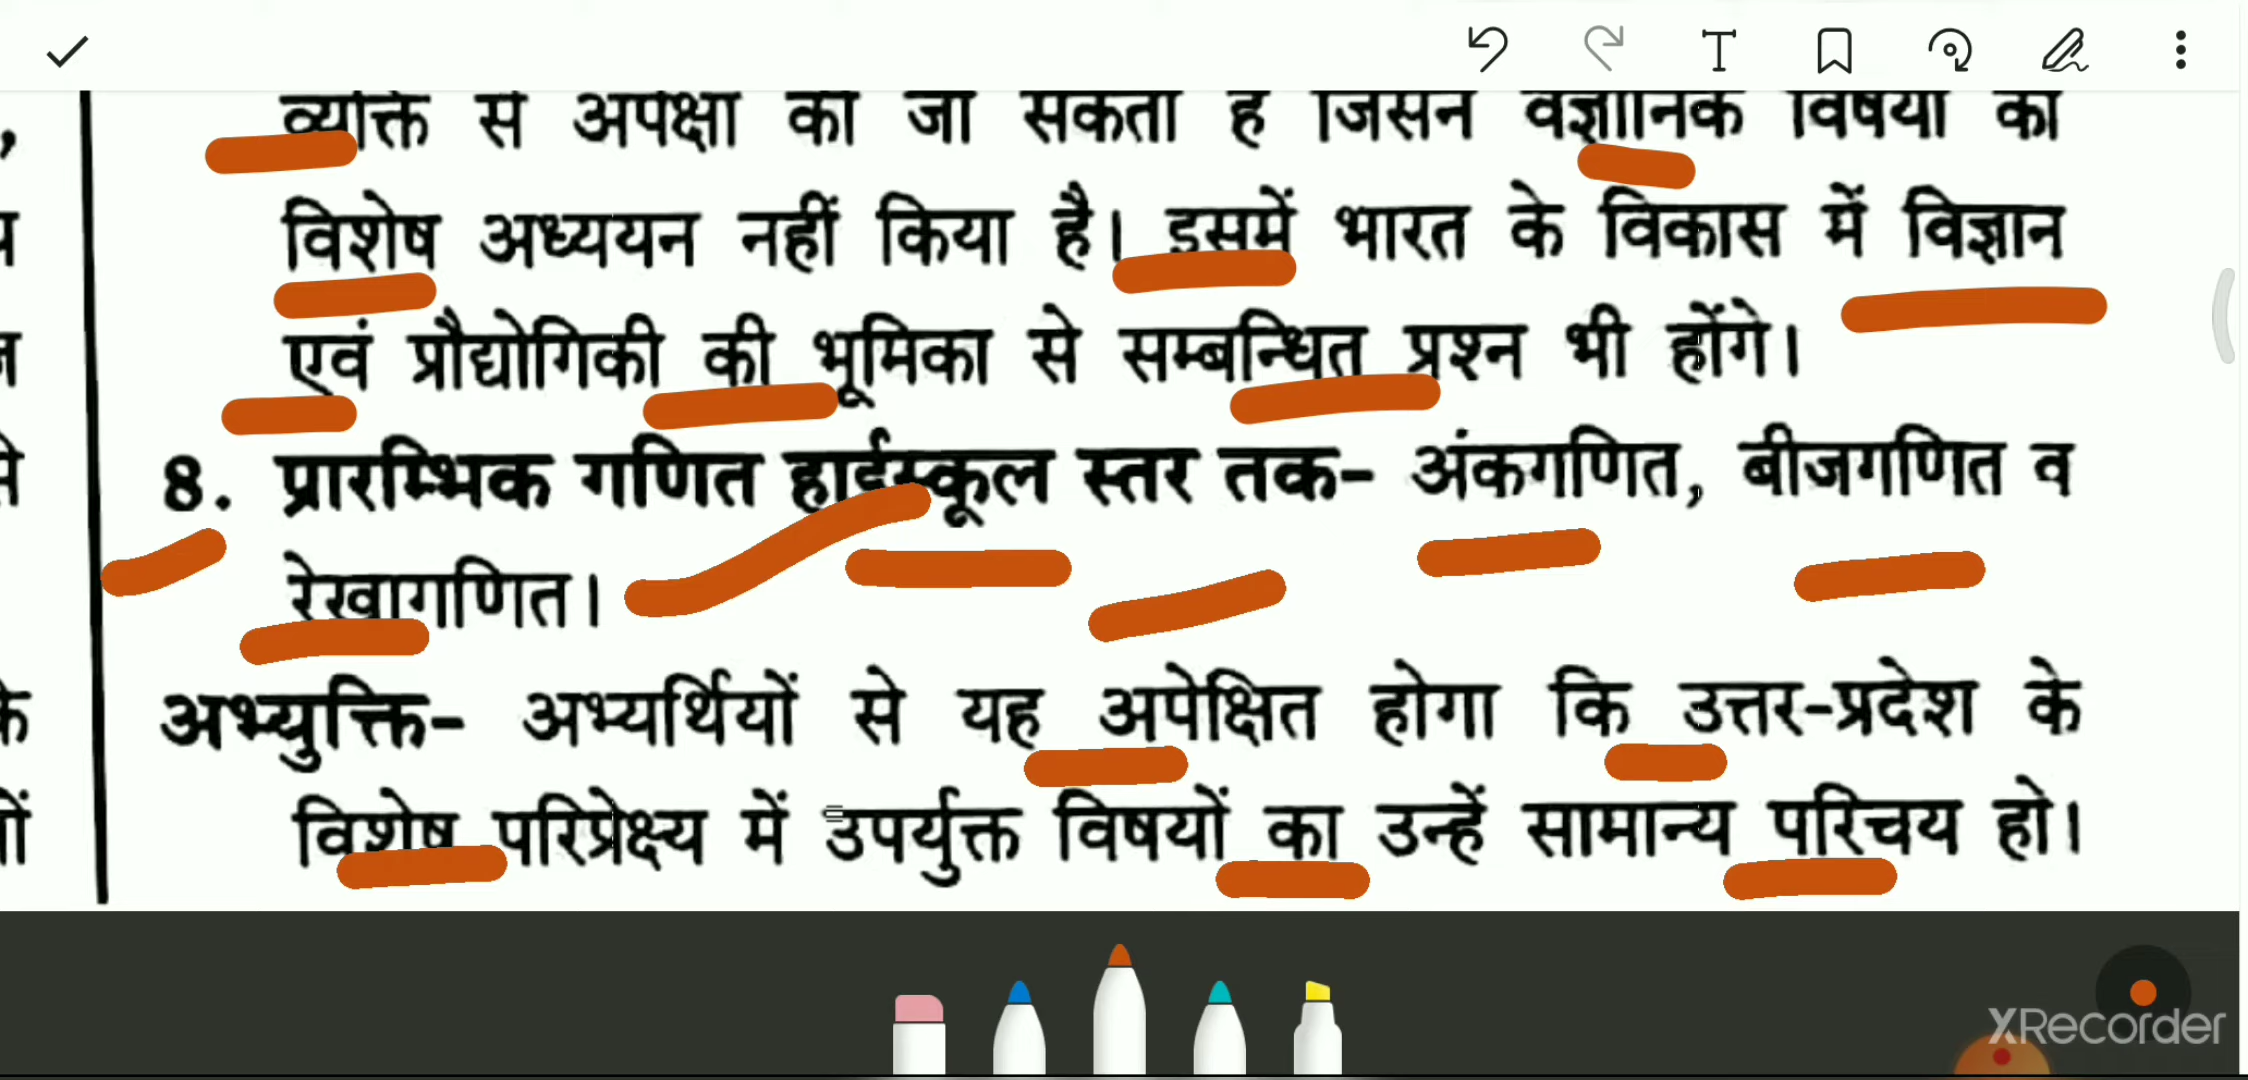 व्यक्ति से अपेक्षा की जा सकती है जिसने वैज्ञानिक विषयों का
विशेष अध्ययन नहीं किया है। इसमें भारत के विकास में विज्ञान
एवं प्रौद्योगिकी की भूमिका से सम्बन्धित प्रश्न भी होंगे।
8. प्रारम्भिक गणित हाईस्कूल स्तर तक– अंकगणित, बीजगणित व
रेखागणित।
अभ्युक्ति– अभ्यर्थियों से यह अपेक्षित होगा कि उत्तर-प्रदेश के
विशेष परिप्रेक्ष्य में उपर्युक्त विषयों का उन्हें सामान्य परिचय हो।
XRecorder